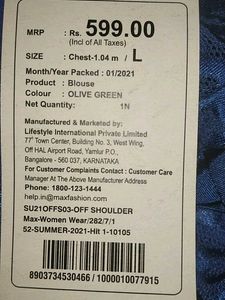 MRP : Rs. 599.00
(Incl of All Taxes)
SIZE : Chest-1.04 m / L
Month/Year Packed : 01/2021
Product : Blouse
Colour : OLIVE GREEN
Net Quantity: 1N
Manufactured & Marketed by:
Lifestyle International Private Limited
77° Town Center, Building No. 3, West Wing,
Off HAL Airport Road, Yamlur P.O.,
Bangalore - 560 037, KARNATAKA
For Customer Complaints Contact : Customer Care
Manager At The Above Manufacturer Address
Phone: 1800-123-1444
help.in@maxfashion.com
SU21OFFS03-OFF SHOULDER
Max-Women Wear/282/7/1
52-SUMMER-2021-Hit 1-10105
8903734530466 / 1000010077915